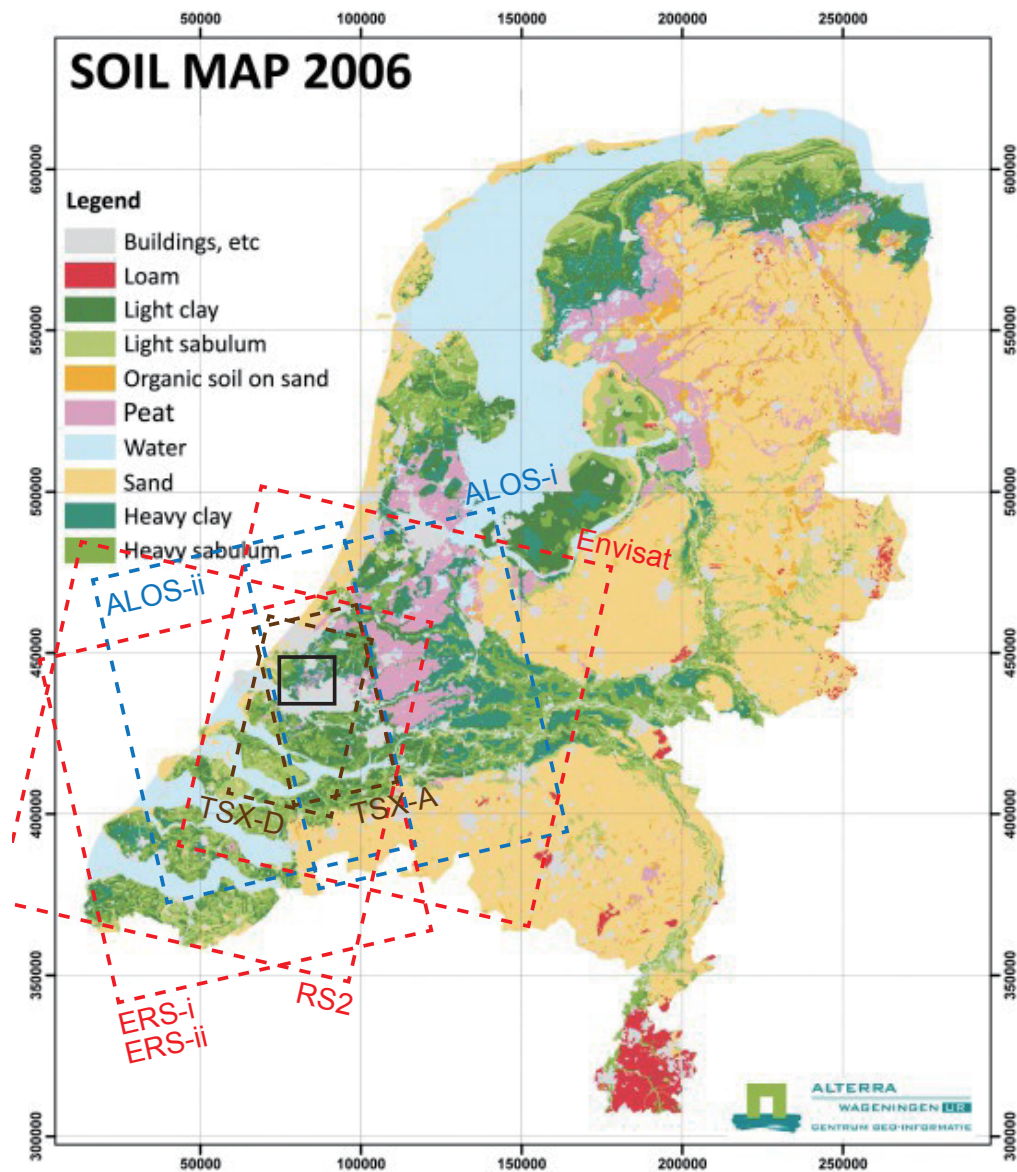 50000 100000 150000 200000 250000
SOIL MAP 2006
600000 600000
Legend
Buildings, etc
Loam
Light clay
Light sabulum
550000 550000
Organic soil on sand
Peat
Water
Sand
500000 500000
ALOS-i
Heavy clay
Heavy sabulum
Envisat
ALOS-ii
450000 450000
TSX-D TSX-A
400000 400000
350000 350000
RS2
ERS-i
ERS-ii
ALTERRA
WAGENINGEN UR
CENTRUM GEO-INFORMATIE
300000 300000
50000 100000 150000 200000 250000